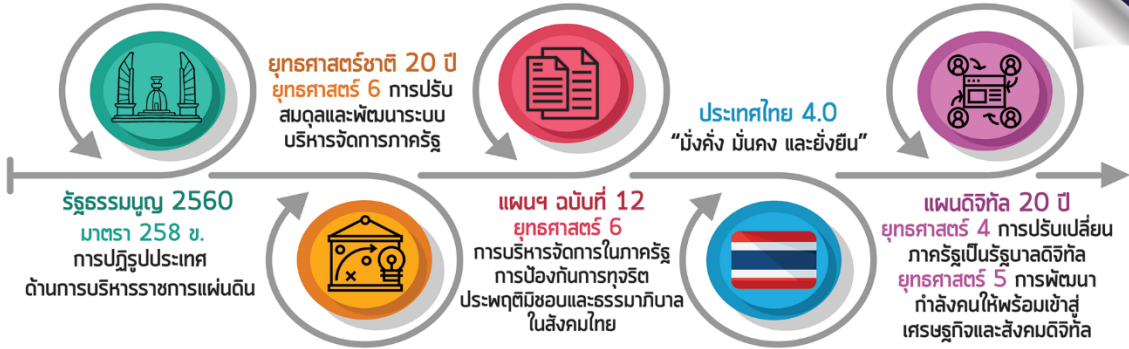 รัฐธรรมนูญ 2560
มาตรา 258 ข.
การปฏิรูปประเทศ
ด้านการบริหารราชการแผ่นดิน
ยุทธศาสตร์ชาติ 20 ปี
ยุทธศาสตร์ 6 การปรับ
สมดุลและพัฒนาระบบ
บริหารจัดการภาครัฐ
แผนฯ ฉบับที่ 12
ยุทธศาสตร์ 6
การบริหารจัดการในภาครัฐ
การป้องกันการทุจริต
ประพฤติมิชอบและธรรมาภิบาล
ในสังคมไทย
ประเทศไทย 4.0
“มั่งคั่ง มั่นคง และยั่งยืน”
แผนดิจิทัล 20 ปี
ยุทธศาสตร์ 4 การปรับเปลี่ยน
ภาครัฐเป็นรัฐบาลดิจิทัล
ยุทธศาสตร์ 5 การพัฒนา
กำลังคนให้พร้อมเข้าสู่
เศรษฐกิจและสังคมดิจิทัล